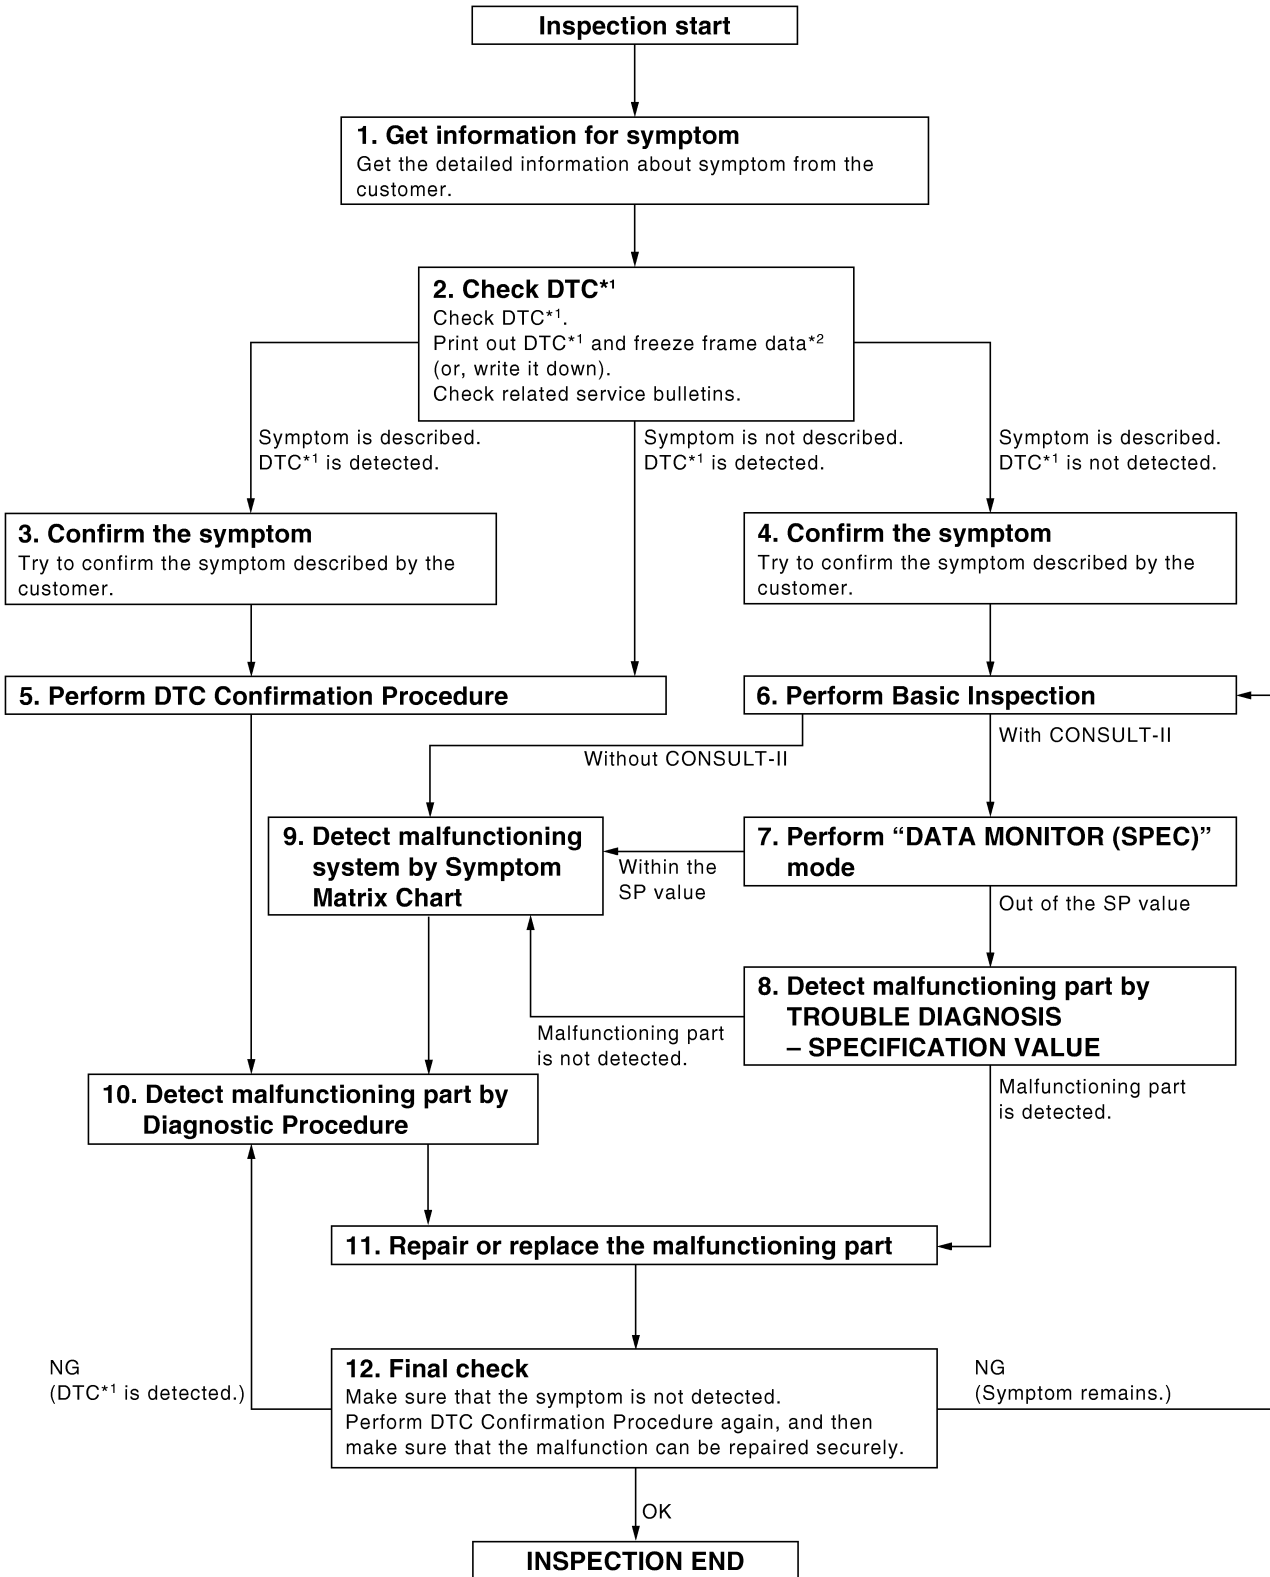 Inspection start
1. Get information for symptom
Get the detailed information about symptom from the
customer.
2. Check DTC*1
Check DTC*1.
Print out DTC*1 and freeze frame data*2
(or, write it down).
Check related service bulletins.
Symptom is described.
DTC*1 is detected.
Symptom is not described.
DTC*1 is detected.
Symptom is described.
DTC*1 is not detected.
3. Confirm the symptom
Try to confirm the symptom described by the
customer.
4. Confirm the symptom
Try to confirm the symptom described by the
customer.
5. Perform DTC Confirmation Procedure
6. Perform Basic Inspection
With CONSULT-II
Without CONSULT-II
9. Detect malfunctioning
system by Symptom
Matrix Chart
Within the
SP value
7. Perform “DATA MONITOR (SPEC)”
mode
Out of the SP value
8. Detect malfunctioning part by
TROUBLE DIAGNOSIS
– SPECIFICATION VALUE
Malfunctioning part
is not detected.
Malfunctioning part
is detected.
10. Detect malfunctioning part by
Diagnostic Procedure
11. Repair or replace the malfunctioning part
NG
(DTC*1 is detected.)
12. Final check
Make sure that the symptom is not detected.
Perform DTC Confirmation Procedure again, and then
make sure that the malfunction can be repaired securely.
NG
(Symptom remains.)
OK
INSPECTION END